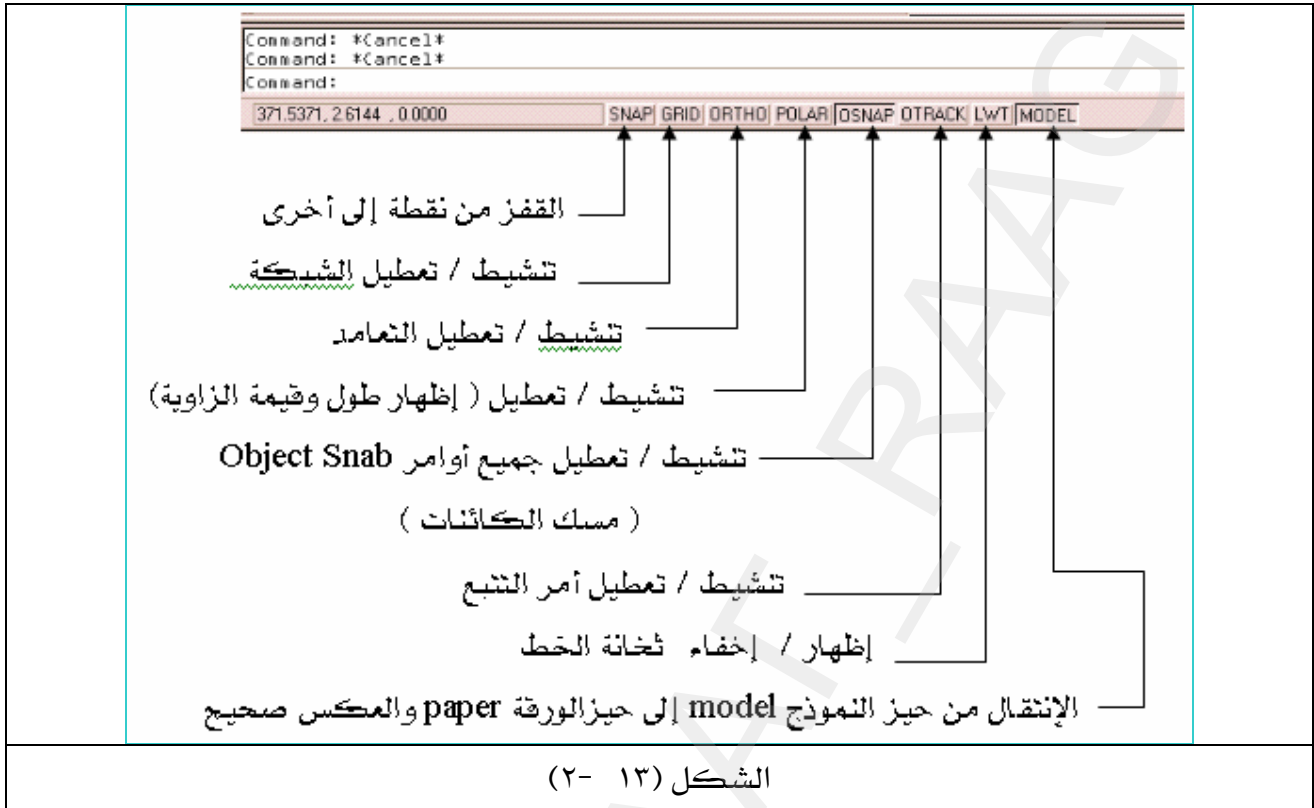 Command: *Cancel*
Command: *Cancel*
Command:
371.5371, 2.6144 , 0.0000 SNAP GRID ORTHO POLAR OSNAP OTRACK LWT MODEL
القفز من نقطة إلى أخرى
تنشيط / تعطيل الشبكة
تنشيط / تعطيل التعامد
تنشيط / تعطيل ( إظهار طول وقيمة الزاوية)
تنشيط / تعطيل جميع أوامر Object Snab
( مسك الكائنات )
تنشيط / تعطيل أمر التتبع
إظهار / إخفاء ثخانة الخط
الإنتقال من حيز النموذج model إلى حيزالورقة paper والعكس صحيح
الشكل (١٣ -٢)